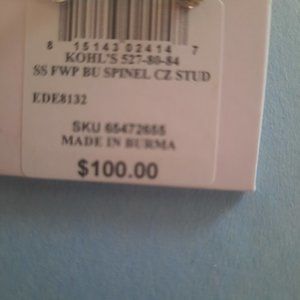 8 15143 02414 7
KOHL'S 527-80-84
SS FWP BU SPINEL CZ STUD
EDE8132
SKU 65472655
MADE IN BURMA
$100.00